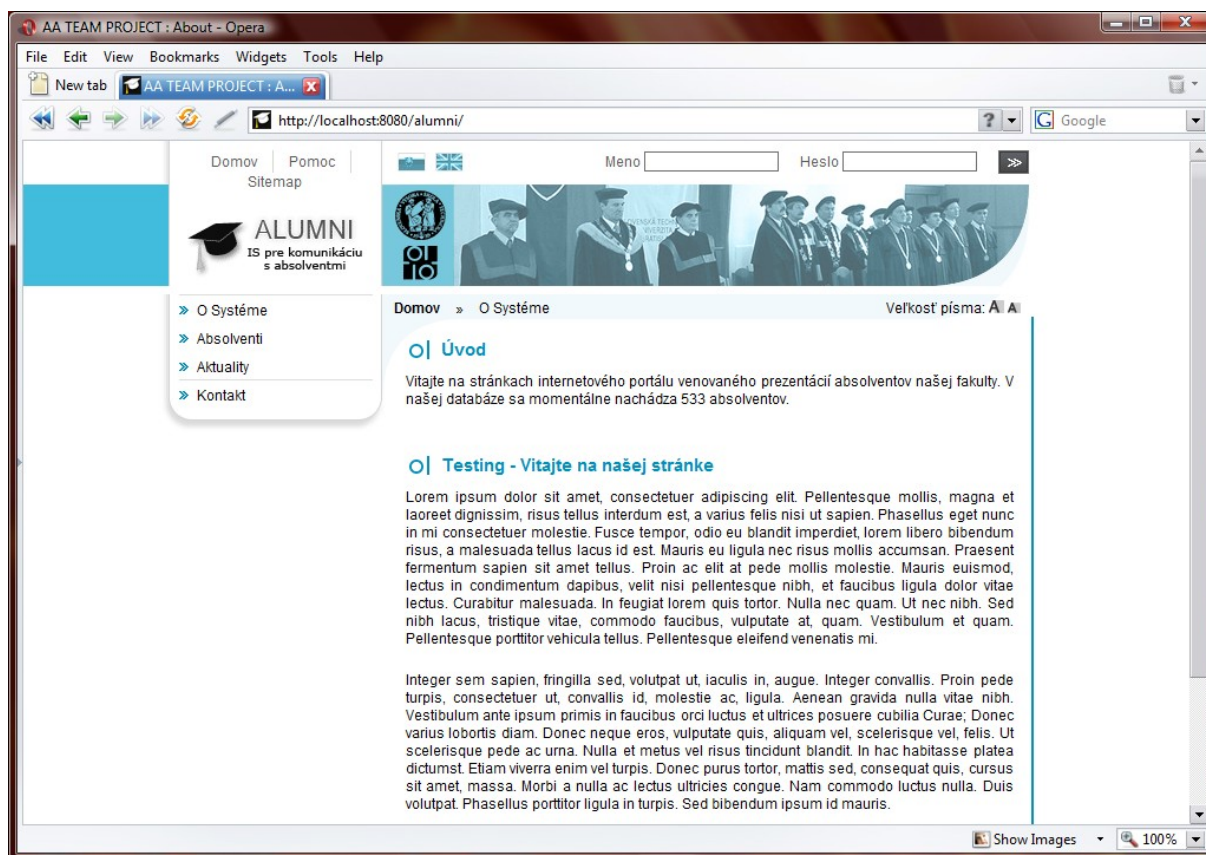 AA TEAM PROJECT : About - Opera
File Edit View Bookmarks Widgets Tools Help
New tab AA TEAM PROJECT : A...
http://localhost:8080/alumni/ ? Google
Domov Pomoc
Sitemap
Meno Heslo
ALUMNI
IS pre komunikáciu
s absolventmi
O Systéme
Absolventi
Aktuality
Kontakt
Domov » O Systéme Veľkosť písma: A A
Úvod
Vitajte na stránkach internetového portálu venovaného prezentácií absolventov našej fakulty. V
našej databáze sa momentálne nachádza 533 absolventov.
Testing - Vitajte na našej stránke
Lorem ipsum dolor sit amet, consectetuer adipiscing elit. Pellentesque mollis, magna et
laoreet dignissim, risus tellus interdum est, a varius felis nisi ut sapien. Phasellus eget nunc
in mi consectetuer molestie. Fusce tempor, odio eu blandit imperdiet, lorem libero bibendum
risus, a malesuada tellus lacus id est. Mauris eu ligula nec risus mollis accumsan. Praesent
fermentum sapien sit amet tellus. Proin ac elit at pede mollis molestie. Mauris euismod,
lectus in condimentum dapibus, velit nisi pellentesque nibh, et faucibus ligula dolor vitae
lectus. Curabitur malesuada. In feugiat lorem quis tortor. Nulla nec quam. Ut nec nibh. Sed
nibh lacus, tristique vitae, commodo faucibus, vulputate at, quam. Vestibulum et quam.
Pellentesque porttitor vehicula tellus. Pellentesque eleifend venenatis mi.
Integer sem sapien, fringilla sed, volutpat ut, iaculis in, augue. Integer convallis. Proin pede
turpis, consectetuer ut, convallis id, molestie ac, ligula. Aenean gravida nulla vitae nibh.
Vestibulum ante ipsum primis in faucibus orci luctus et ultrices posuere cubilia Curae; Donec
varius lobortis diam. Donec neque eros, vulputate quis, aliquam vel, scelerisque vel, felis. Ut
scelerisque pede ac urna. Nulla et metus vel risus tincidunt blandit. In hac habitasse platea
dictumst. Etiam viverra enim vel turpis. Donec purus tortor, mattis sed, consequat quis, cursus
sit amet, massa. Morbi a nulla ac lectus ultricies congue. Nam commodo luctus nulla. Duis
volutpat. Phasellus porttitor ligula in turpis. Sed bibendum ipsum id mauris.
Show Images 100%